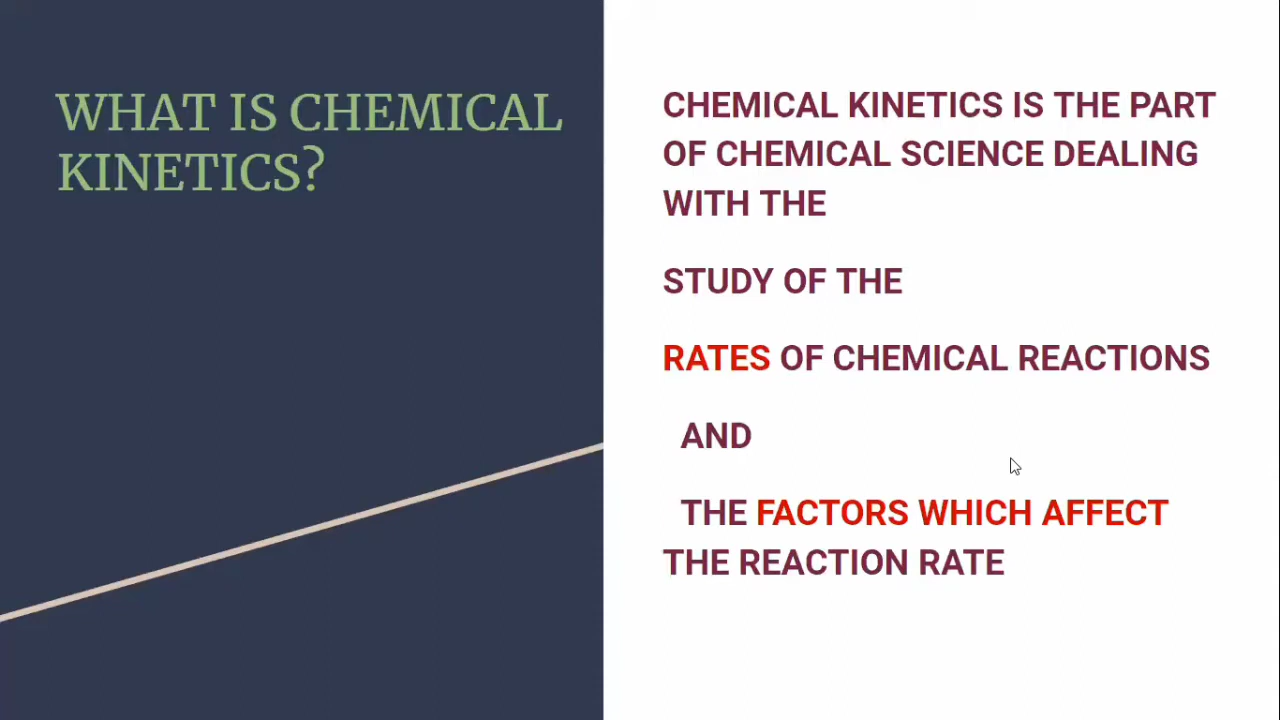 WHAT IS CHEMICAL
KINETICS?
CHEMICAL KINETICS IS THE PART
OF CHEMICAL SCIENCE DEALING
WITH THE
STUDY OF THE
RATES OF CHEMICAL REACTIONS
AND
THE FACTORS WHICH AFFECT
THE REACTION RATE